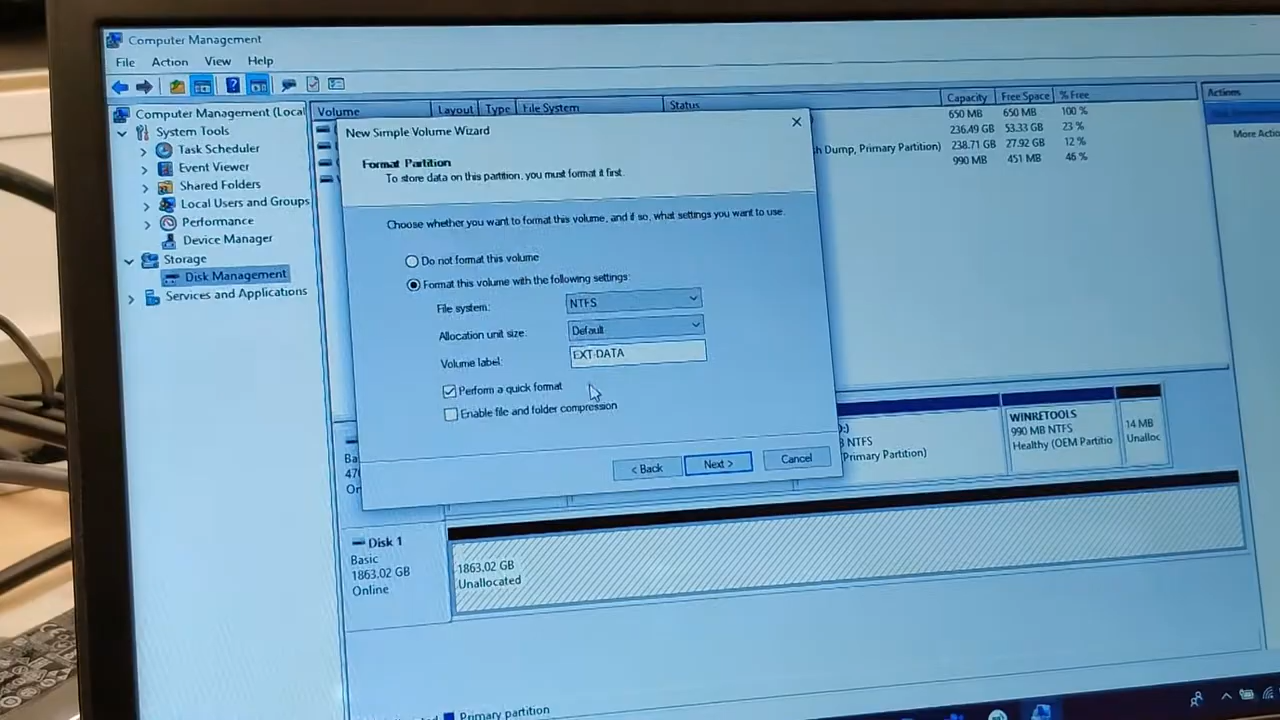 Computer Management
File Action View Help
Computer Management (Local
System Tools
Task Scheduler
Event Viewer
Shared Folders
Local Users and Groups
Performance
Device Manager
Storage
Disk Management
Services and Applications
Volume Layout Type File System Status Capacity Free Space % Free
650 MB 650 MB 100 %
236.49 GB 53.33 GB 23 %
h Dump, Primary Partition) 238.71 GB 27.92 GB 12 %
990 MB 451 MB 46 %
Actions
More Actio
New Simple Volume Wizard
Format Partition
To store data on this partition, you must format it first.
Choose whether you want to format this volume, and if so, what settings you want to use.
Do not format this volume
Format this volume with the following settings:
File system: NTFS
Allocation unit size: Default
Volume label: EXT-DATA
Perform a quick format
Enable file and folder compression
< Back Next > Cancel
Ba
47
Or
:)
NTFS
Primary Partition)
WINRETOOLS
990 MB NTFS
Healthy (OEM Partitio
14 MB
Unalloc
Disk 1
Basic
1863.02 GB
Online
1863.02 GB
Unallocated
Primary partition